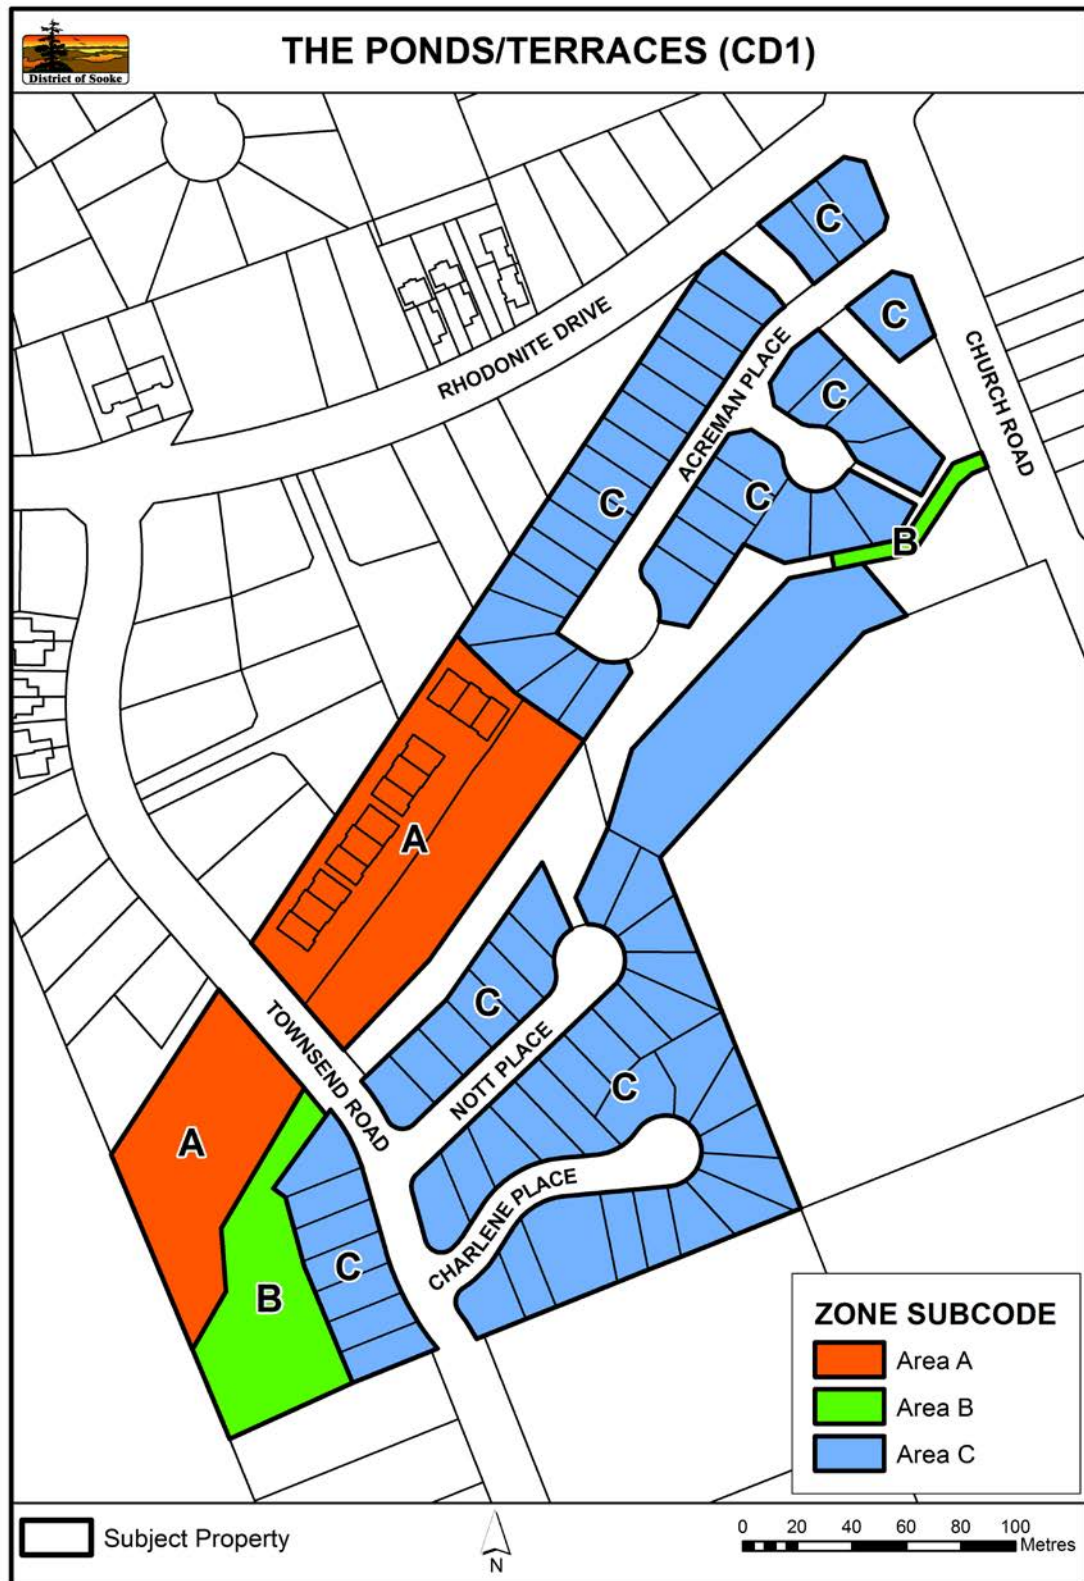 THE PONDS/TERRACES (CD1)
District of Sooke
C
C
RHODONITE DRIVE
ACREMAN PLACE
CHURCH ROAD
C
C
C
B
A
C
TOWNSEND ROAD
NOTT PLACE
C
A
CHARLENE PLACE
C
B
ZONE SUBCODE
Area A
Area B
Area C
Subject Property
N
0 20 40 60 80 100
Metres